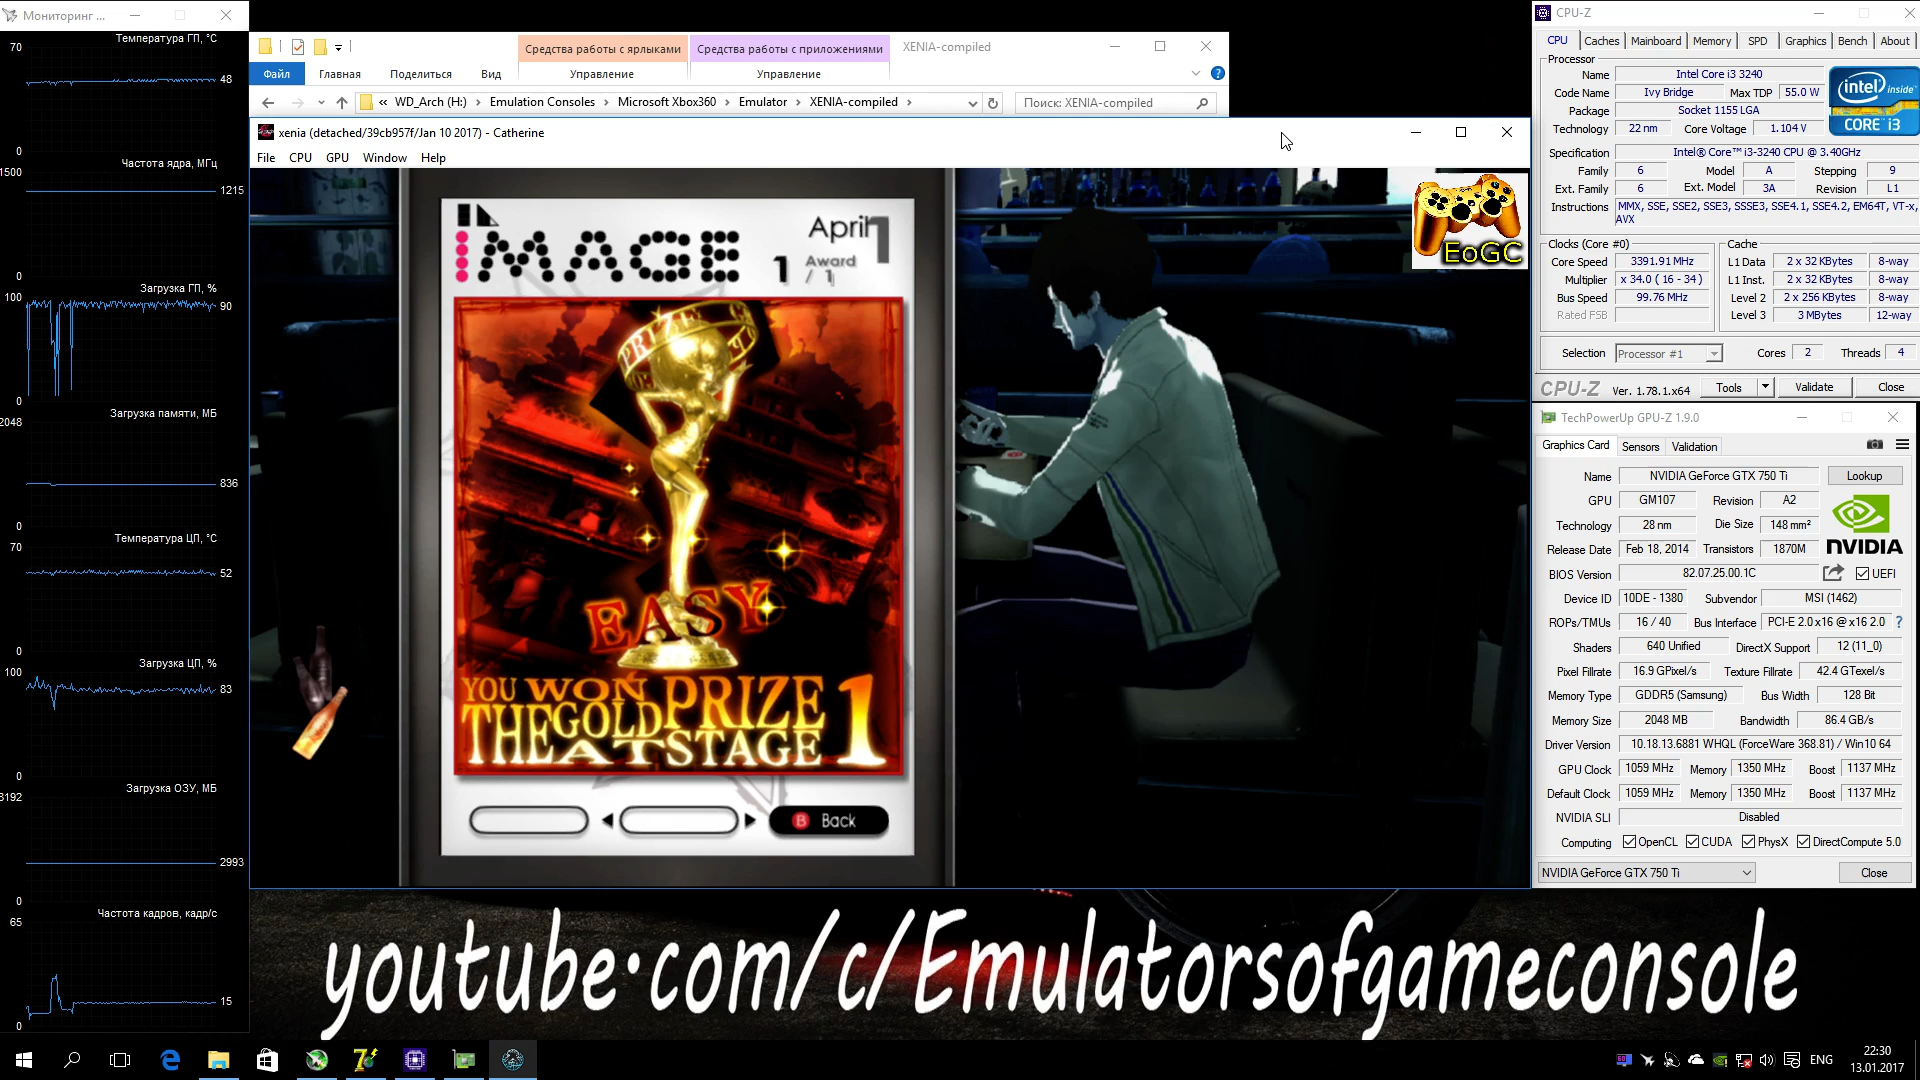 Мониторинг ...
Температура ГП, °C
70
48
0
Частота ядра, МГц
1500
1215
0
Загрузка ГП, %
100
90
0
Загрузка памяти, МБ
2048
836
0
Температура ЦП, °C
70
52
0
Загрузка ЦП, %
100
83
0
Загрузка ОЗУ, МБ
8192
2993
0
Частота кадров, кадр/с
65
15
0
Средства работы с ярлыками
Средства работы с приложениями
XENIA-compiled
Файл
Главная
Поделиться
Вид
Управление
Управление
« WD_Arch (H:) › Emulation Consoles › Microsoft Xbox360 › Emulator › XENIA-compiled ›
Поиск: XENIA-compiled
xenia (detached/39cb957f/Jan 10 2017) - Catherine
File CPU GPU Window Help
IMAGE
April 1
1 Award / 1
PRIZE
EASY
YOU WON THE GOLD PRIZE AT STAGE 1
B Back
EoGC
youtube.com/c/Emulatorsofgameconsole
CPU-Z
CPU Caches Mainboard Memory SPD Graphics Bench About
Processor
Name Intel Core i3 3240
Code Name Ivy Bridge Max TDP 55.0 W
Package Socket 1155 LGA
Technology 22 nm Core Voltage 1.104 V
intel inside™
CORE i3
Specification Intel® Core™ i3-3240 CPU @ 3.40GHz
Family 6 Model A Stepping 9
Ext. Family 6 Ext. Model 3A Revision L1
Instructions MMX, SSE, SSE2, SSE3, SSSE3, SSE4.1, SSE4.2, EM64T, VT-x, AVX
Clocks (Core #0)
Core Speed 3391.91 MHz
Multiplier x 34.0 ( 16 - 34 )
Bus Speed 99.76 MHz
Rated FSB
Cache
L1 Data 2 x 32 KBytes 8-way
L1 Inst. 2 x 32 KBytes 8-way
Level 2 2 x 256 KBytes 8-way
Level 3 3 MBytes 12-way
Selection Processor #1 Cores 2 Threads 4
CPU-Z Ver. 1.78.1.x64 Tools Validate Close
TechPowerUp GPU-Z 1.9.0
Graphics Card Sensors Validation
Name NVIDIA GeForce GTX 750 Ti Lookup
GPU GM107 Revision A2
Technology 28 nm Die Size 148 mm²
Release Date Feb 18, 2014 Transistors 1870M
NVIDIA
BIOS Version 82.07.25.00.1C UEFI
Device ID 10DE - 1380 Subvendor MSI (1462)
ROPs/TMUs 16 / 40 Bus Interface PCI-E 2.0 x16 @ x16 2.0 ?
Shaders 640 Unified DirectX Support 12 (11_0)
Pixel Fillrate 16.9 GPixel/s Texture Fillrate 42.4 GTexel/s
Memory Type GDDR5 (Samsung) Bus Width 128 Bit
Memory Size 2048 MB Bandwidth 86.4 GB/s
Driver Version 10.18.13.6881 WHQL (ForceWare 368.81) / Win10 64
GPU Clock 1059 MHz Memory 1350 MHz Boost 1137 MHz
Default Clock 1059 MHz Memory 1350 MHz Boost 1137 MHz
NVIDIA SLI Disabled
Computing OpenCL CUDA PhysX DirectCompute 5.0
NVIDIA GeForce GTX 750 Ti Close
ENG
22:30
13.01.2017